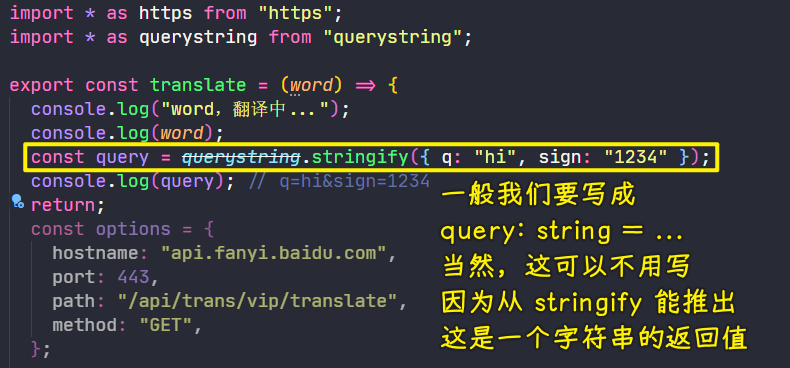 import * as https from "https";
import * as querystring from "querystring";
export const translate = (word) => {
console.log("word，翻译中...");
console.log(word);
const query = querystring.stringify({ q: "hi", sign: "1234" });
console.log(query); // q=hi&sign=1234
return;
const options = {
hostname: "api.fanyi.baidu.com",
port: 443,
path: "/api/trans/vip/translate",
method: "GET",
};
一般我们要写成
query: string = ...
当然，这可以不用写
因为从 stringify 能推出
这是一个字符串的返回值